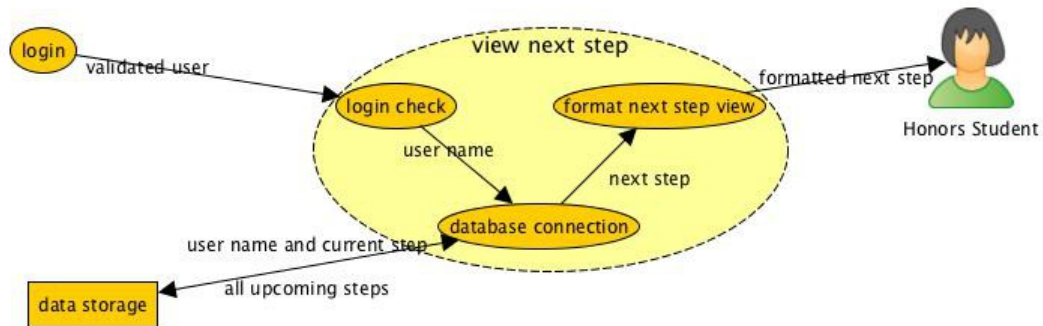 view next step
login
validated user
login check
format next step view
formatted next step
Honors Student
user name
next step
database connection
user name and current step
all upcoming steps
data storage